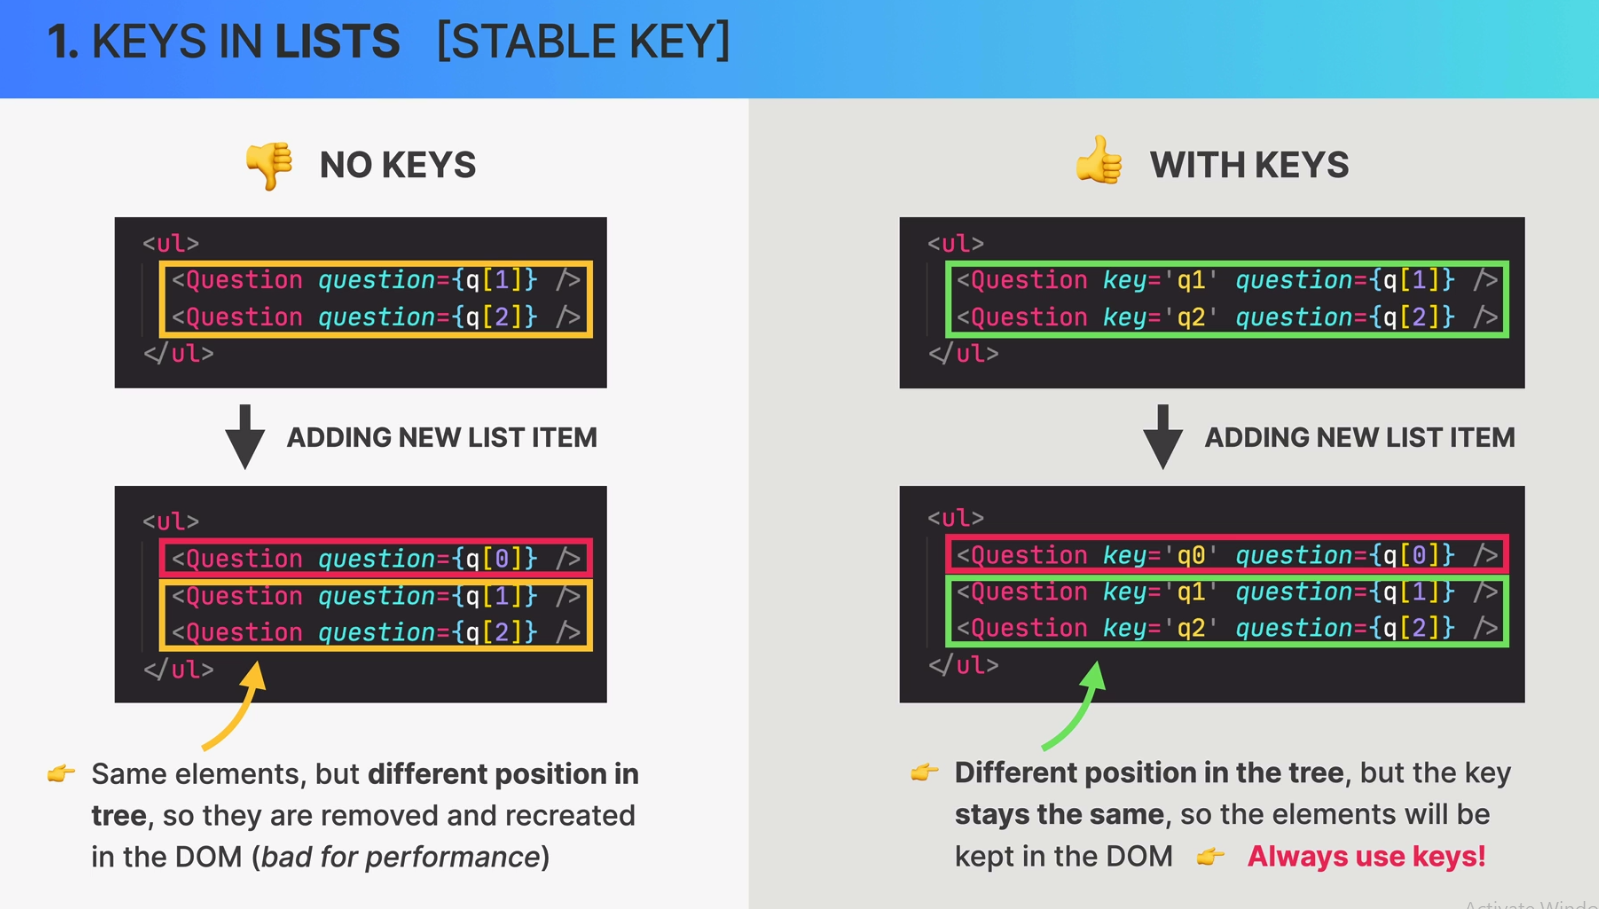 1. KEYS IN LISTS [STABLE KEY]
NO KEYS
<ul>
<Question question={q[1]} />
<Question question={q[2]} />
</ul>
ADDING NEW LIST ITEM
<ul>
<Question question={q[0]} />
<Question question={q[1]} />
<Question question={q[2]} />
</ul>
Same elements, but different position in
tree, so they are removed and recreated
in the DOM (bad for performance)
WITH KEYS
<ul>
<Question key='q1' question={q[1]} />
<Question key='q2' question={q[2]} />
</ul>
ADDING NEW LIST ITEM
<ul>
<Question key='q0' question={q[0]} />
<Question key='q1' question={q[1]} />
<Question key='q2' question={q[2]} />
</ul>
Different position in the tree, but the key
stays the same, so the elements will be
kept in the DOM Always use keys!